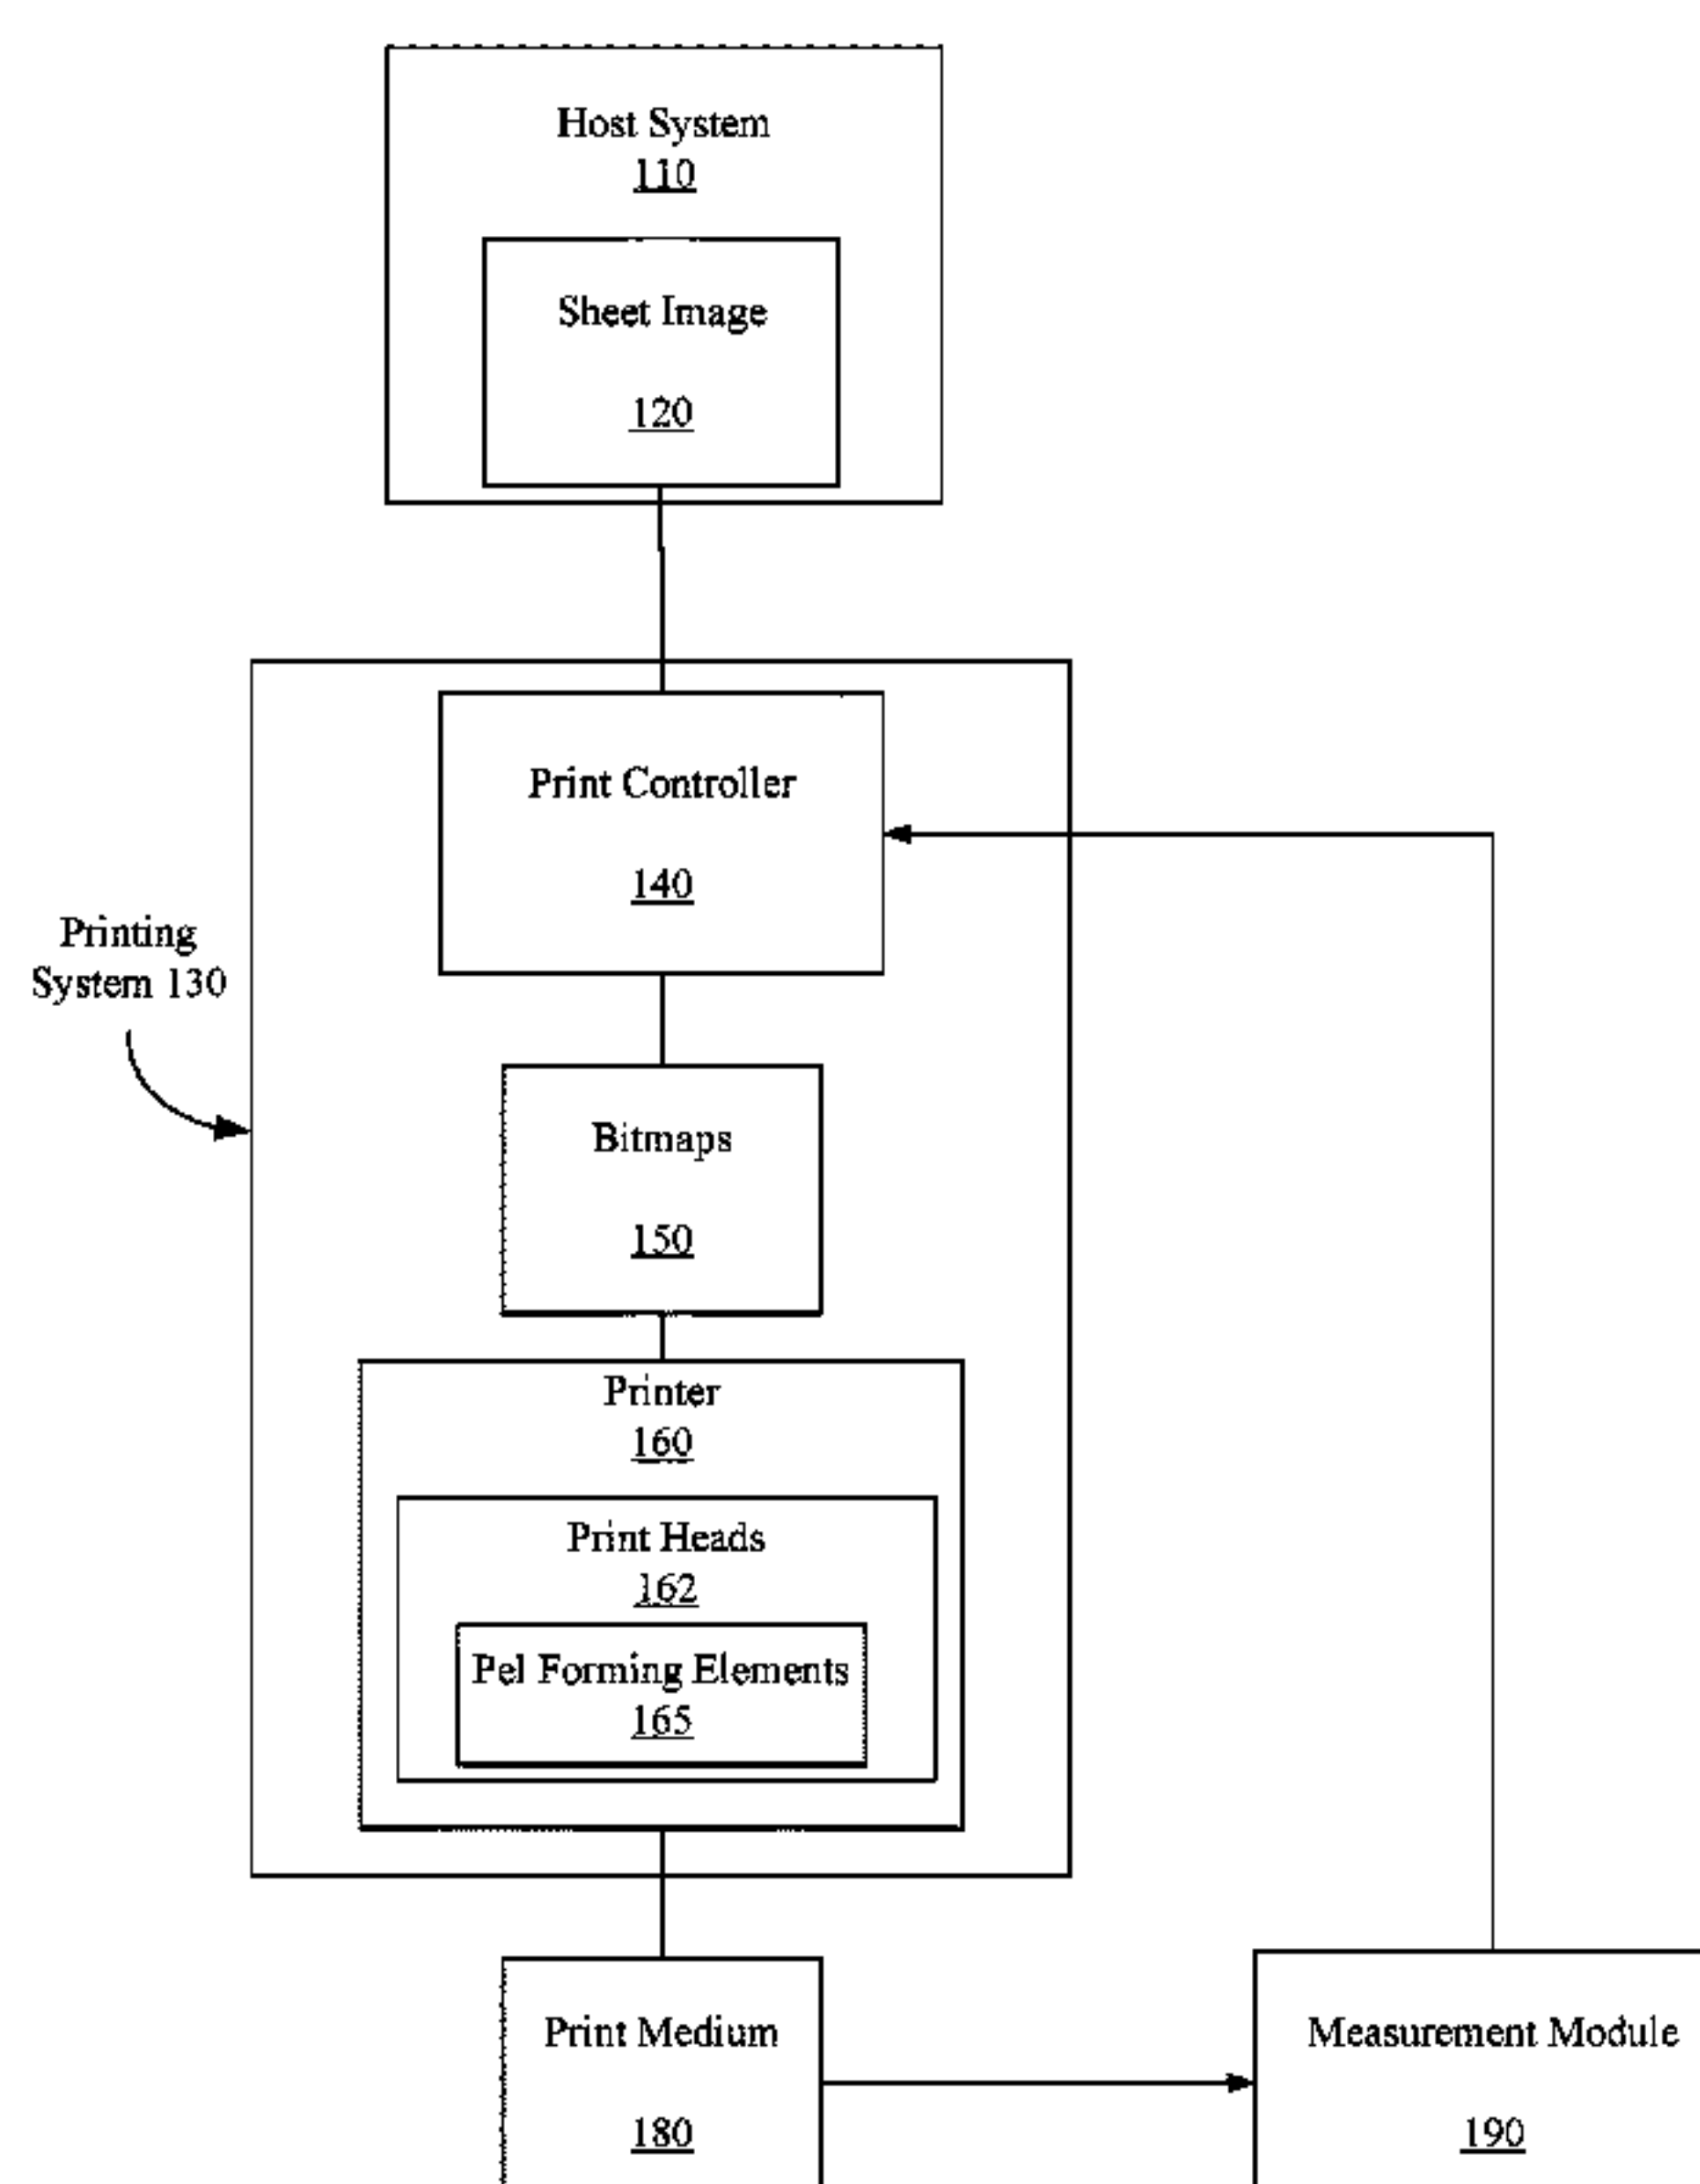 Host System
110
Sheet Image
120
Print Controller
140
Printing
System 130
Bitmaps
150
Printer
160
Print Heads
162
Pel Forming Elements
165
Print Medium
180
Measurement Module
190